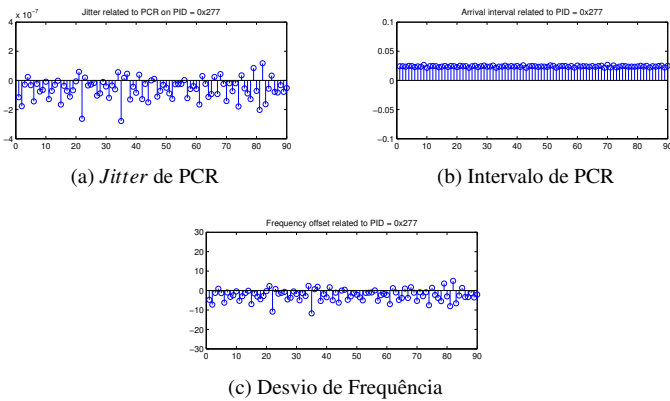 Jitter related to PCR on PID = 0x277
x 10⁻⁷
4
2
0
−2
−4
0 10 20 30 40 50 60 70 80 90
(a) Jitter de PCR
Arrival interval related to PID = 0x277
0.1
0.05
0
−0.05
−0.1
0 10 20 30 40 50 60 70 80 90
(b) Intervalo de PCR
Frequency offset related to PID = 0x277
30
20
10
0
−10
−20
−30
0 10 20 30 40 50 60 70 80 90
(c) Desvio de Frequência